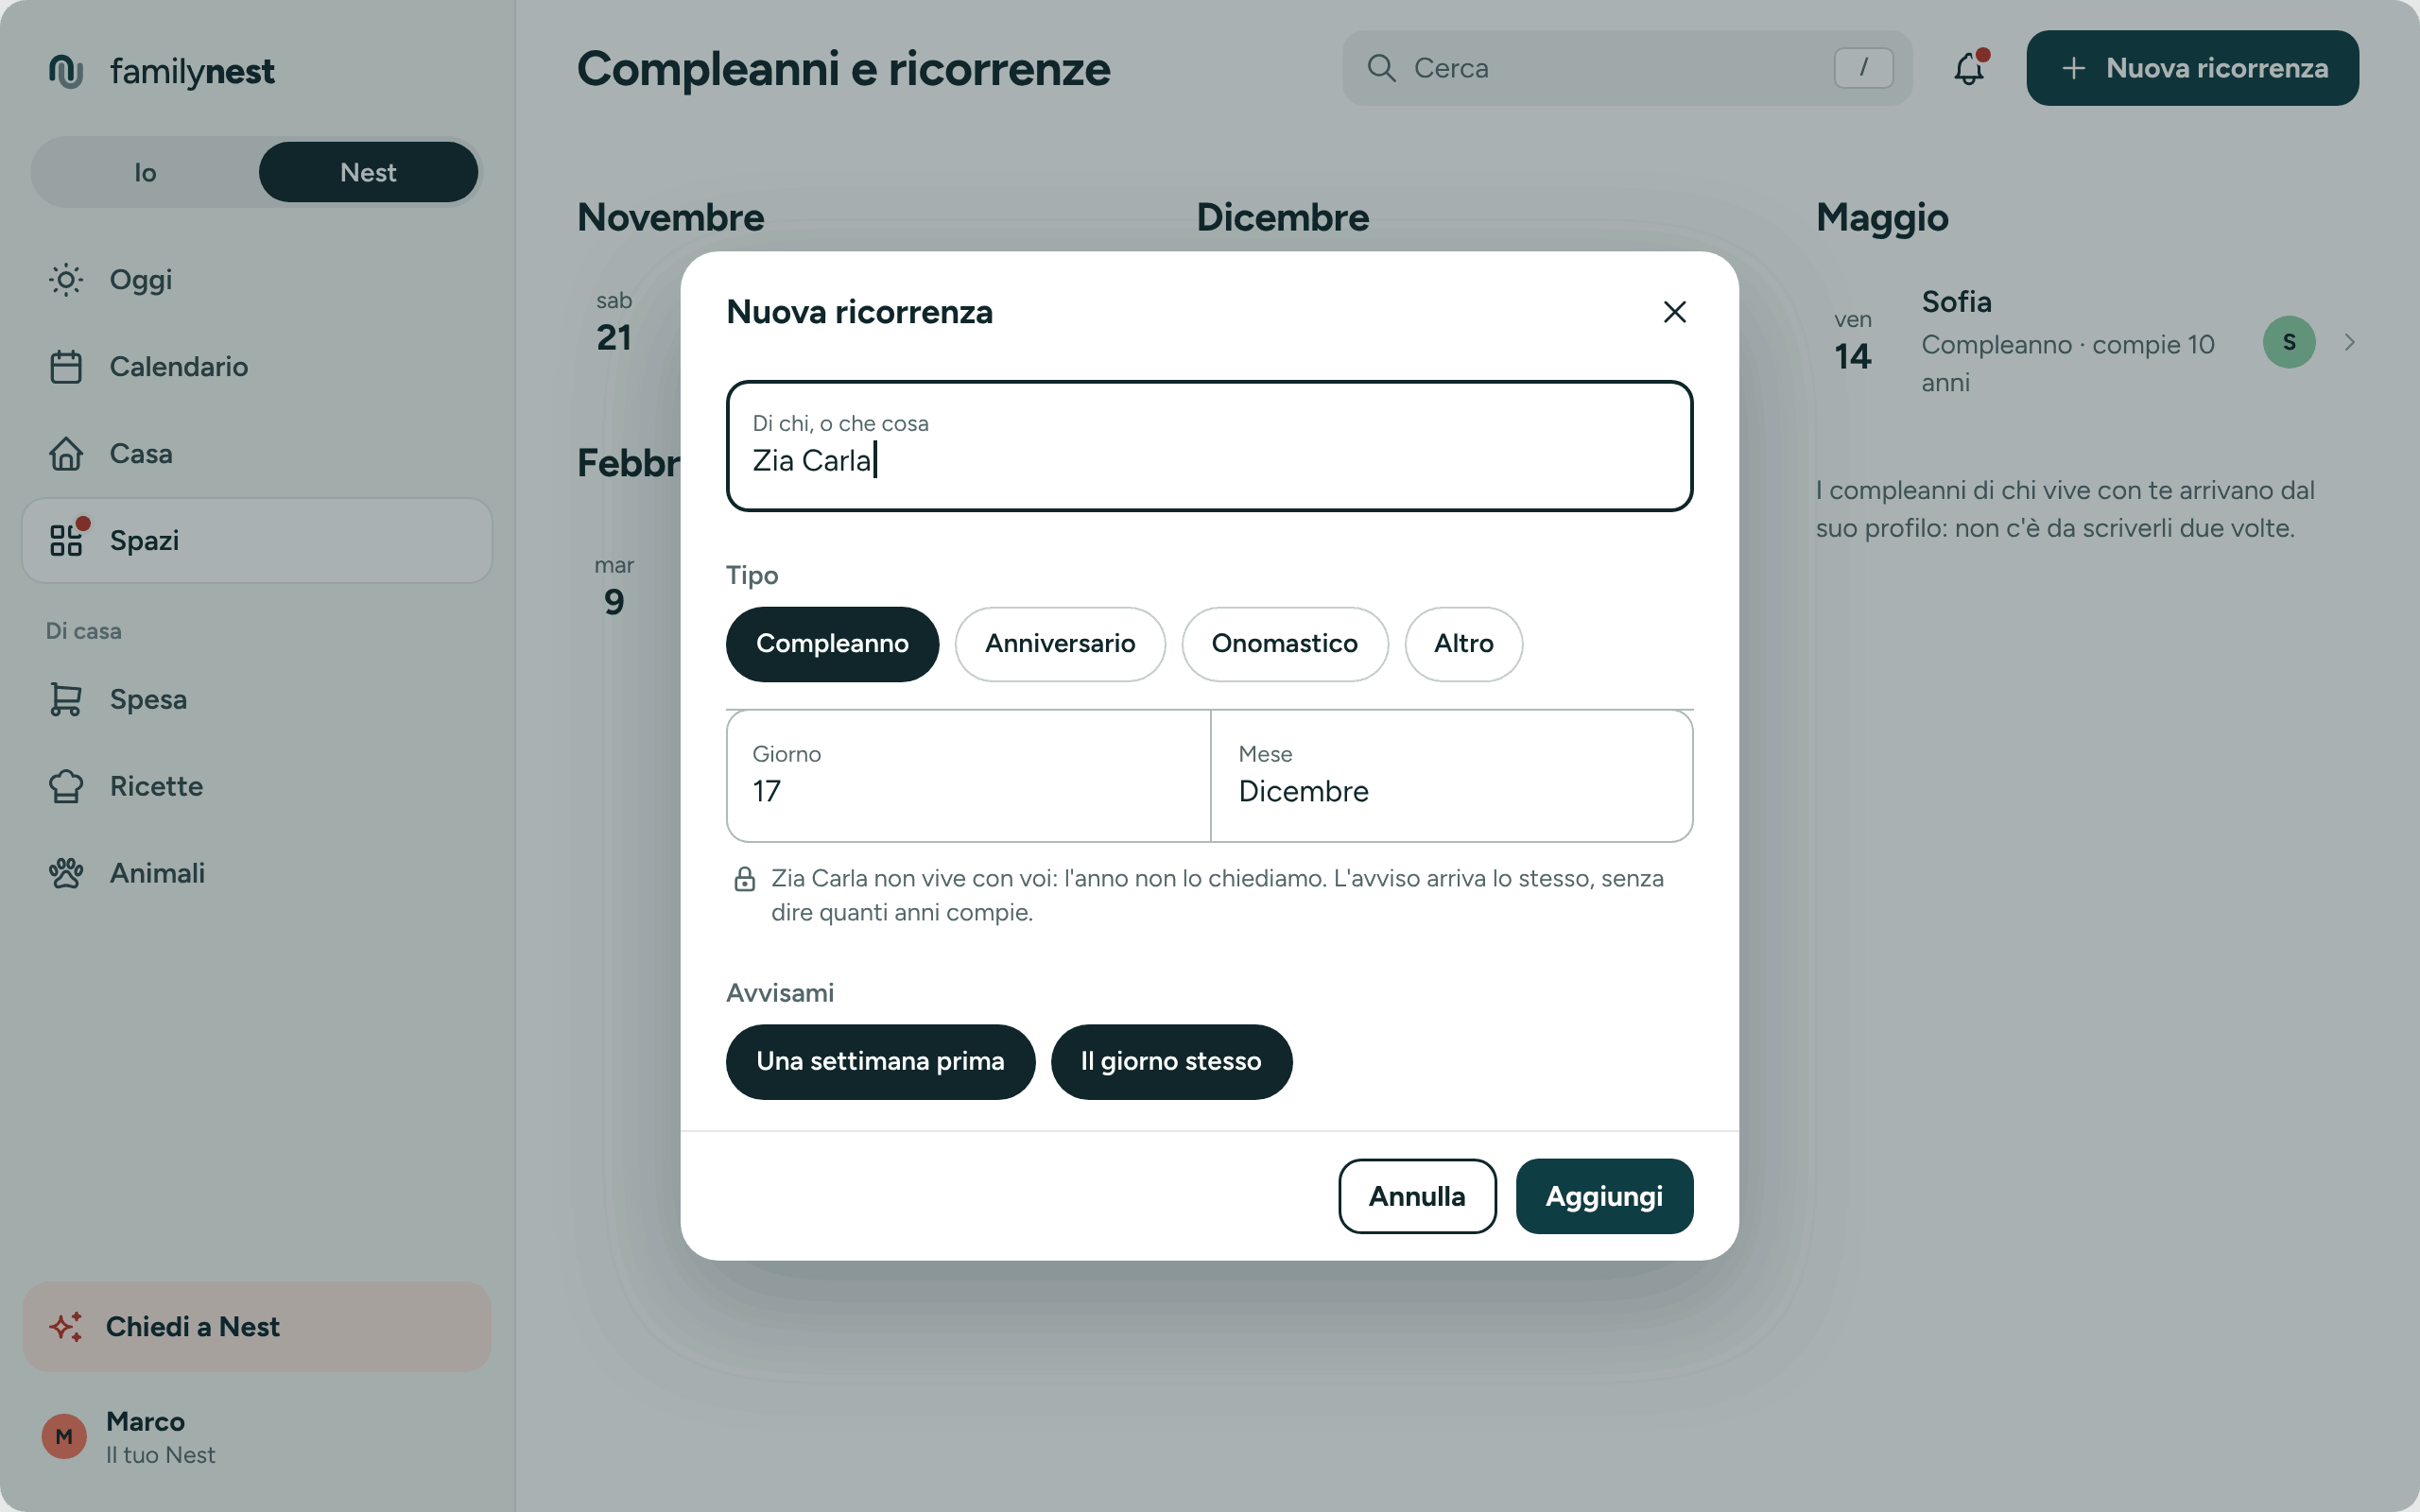 familynest
Io
Nest
Oggi
Calendario
Casa
Spazi
Di casa
Spesa
Ricette
Animali
Chiedi a Nest
M
Marco
Il tuo Nest
Compleanni e ricorrenze
Cerca
/
Nuova ricorrenza
Novembre
sab
21
Febbr
mar
9
Dicembre
Maggio
ven
14
Sofia
Compleanno · compie 10
anni
S
I compleanni di chi vive con te arrivano dal
suo profilo: non c'è da scriverli due volte.
Nuova ricorrenza
Di chi, o che cosa
Zia Carla
Tipo
Compleanno
Anniversario
Onomastico
Altro
Giorno
17
Mese
Dicembre
Zia Carla non vive con voi: l'anno non lo chiediamo. L'avviso arriva lo stesso, senza
dire quanti anni compie.
Avvisami
Una settimana prima
Il giorno stesso
Annulla
Aggiungi